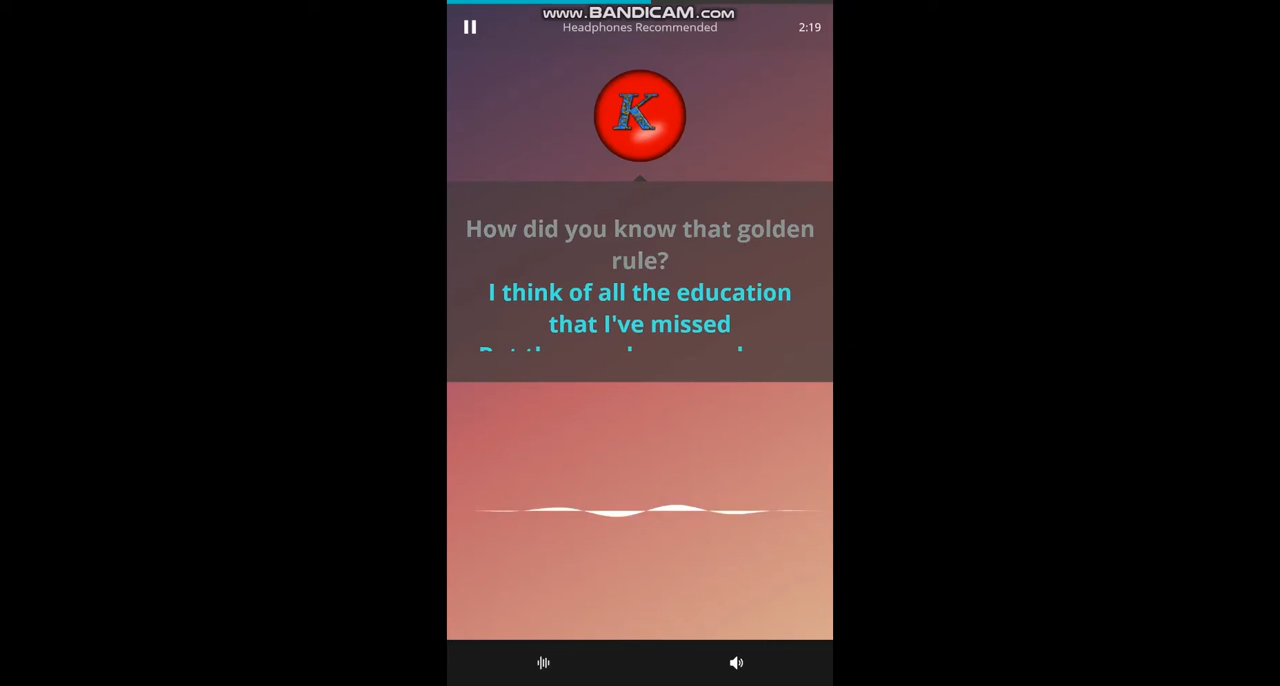 www.BANDICAM.com
Headphones Recommended
2:19
K
How did you know that golden
rule?
I think of all the education
that I've missed